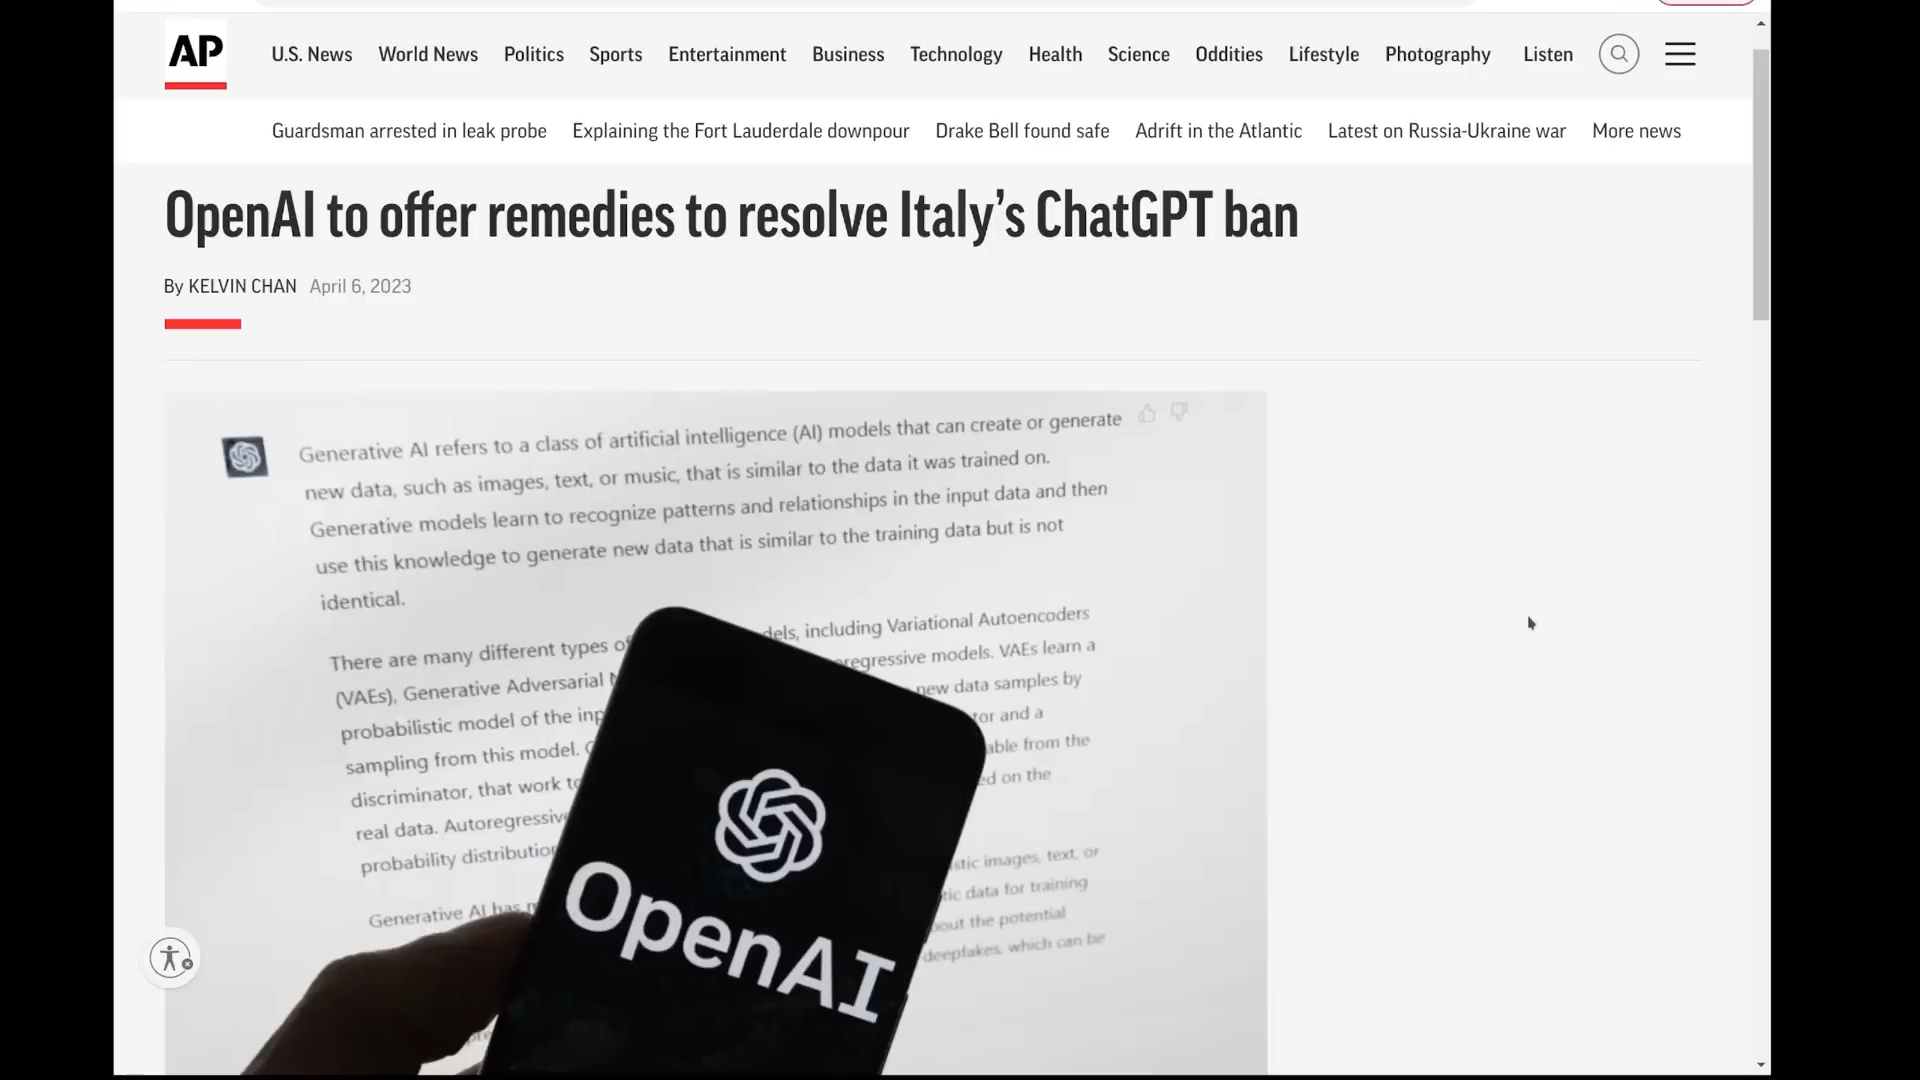 AP
U.S. News World News Politics Sports Entertainment Business Technology Health Science Oddities Lifestyle Photography Listen
Guardsman arrested in leak probe Explaining the Fort Lauderdale downpour Drake Bell found safe Adrift in the Atlantic Latest on Russia-Ukraine war More news
OpenAI to offer remedies to resolve Italy’s ChatGPT ban
By KELVIN CHAN April 6, 2023
Generative AI refers to a class of artificial intelligence (AI) models that can create or generate
new data, such as images, text, or music, that is similar to the data it was trained on.
Generative models learn to recognize patterns and relationships in the input data and then
use this knowledge to generate new data that is similar to the training data but is not
identical.
There are many different types of including Variational Autoencoders
(VAEs), Generative Adversarial models. VAEs learn a
probabilistic model of the new data samples by
sampling from this model. and a
discriminator, that work from the
real data. Autoregressive on the
probability distribution
images, text, or
data for training
Generative AI has the potential
deepfakes, which can be
OpenAI